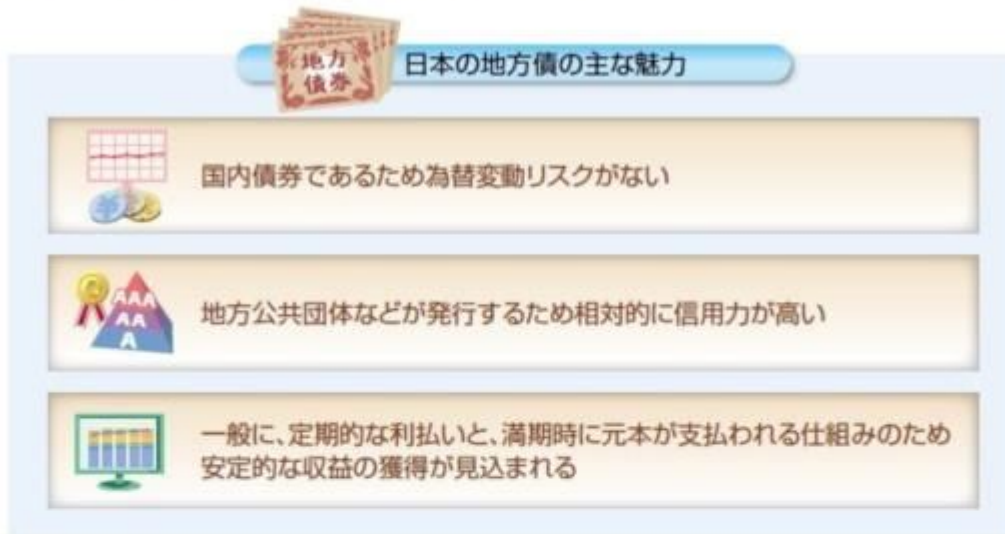 地方
債券
日本の地方債の主な魅力
国内債券であるため為替変動リスクがない
AAA
AA
A
地方公共団体などが発行するため相対的に信用力が高い
一般に、定期的な利払いと、満期時に元本が支払われる仕組みのため
安定的な収益の獲得が見込まれる